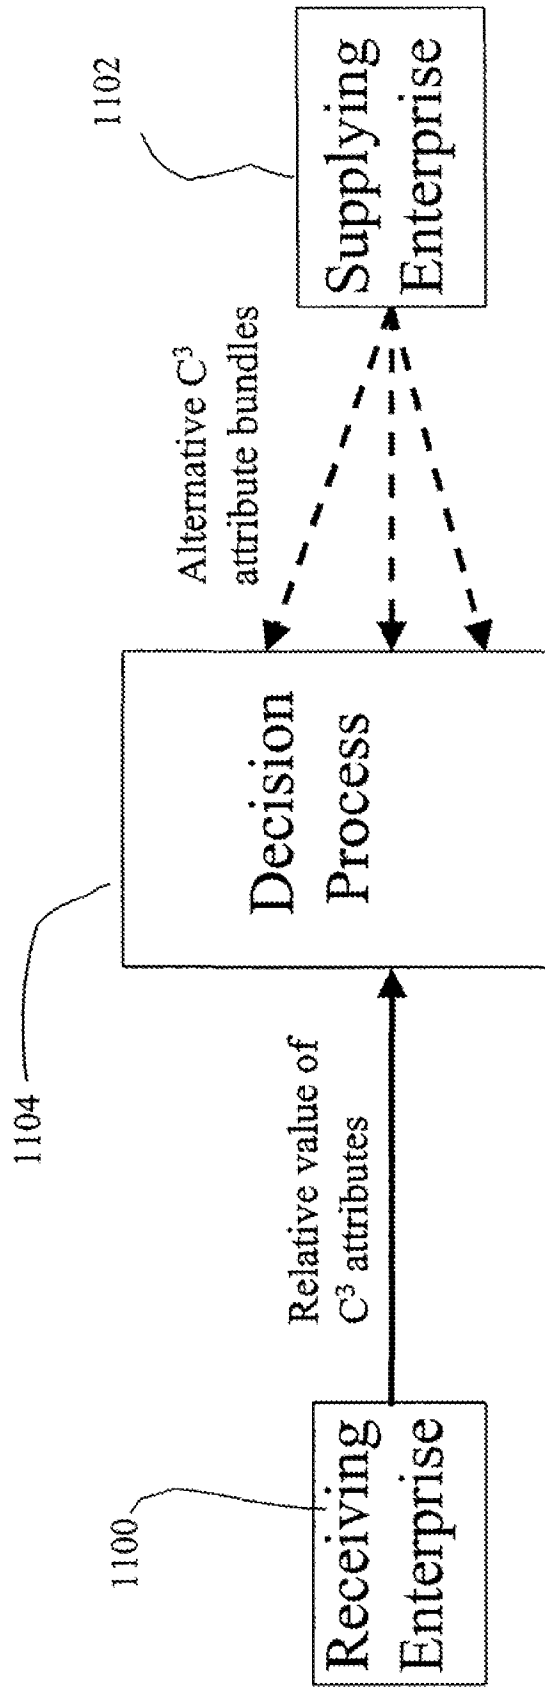 1100
Receiving
Enterprise
Relative value of
C³ attributes
1104
Decision
Process
Alternative C³
attribute bundles
1102
Supplying
Enterprise